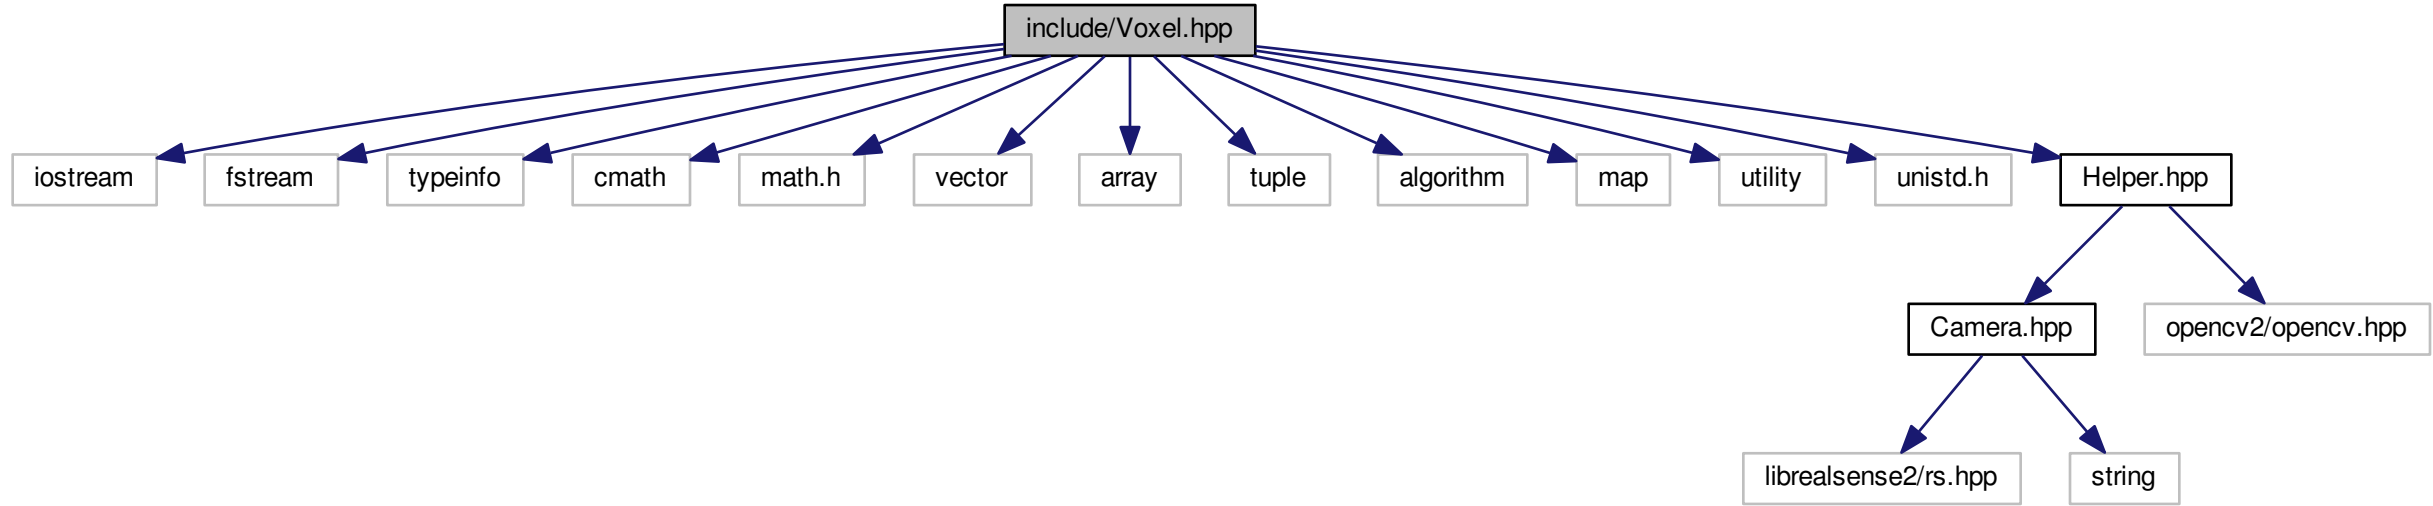 include/Voxel.hpp
iostream
fstream
typeinfo
cmath
math.h
vector
array
tuple
algorithm
map
utility
unistd.h
Helper.hpp
Camera.hpp
opencv2/opencv.hpp
librealsense2/rs.hpp
string